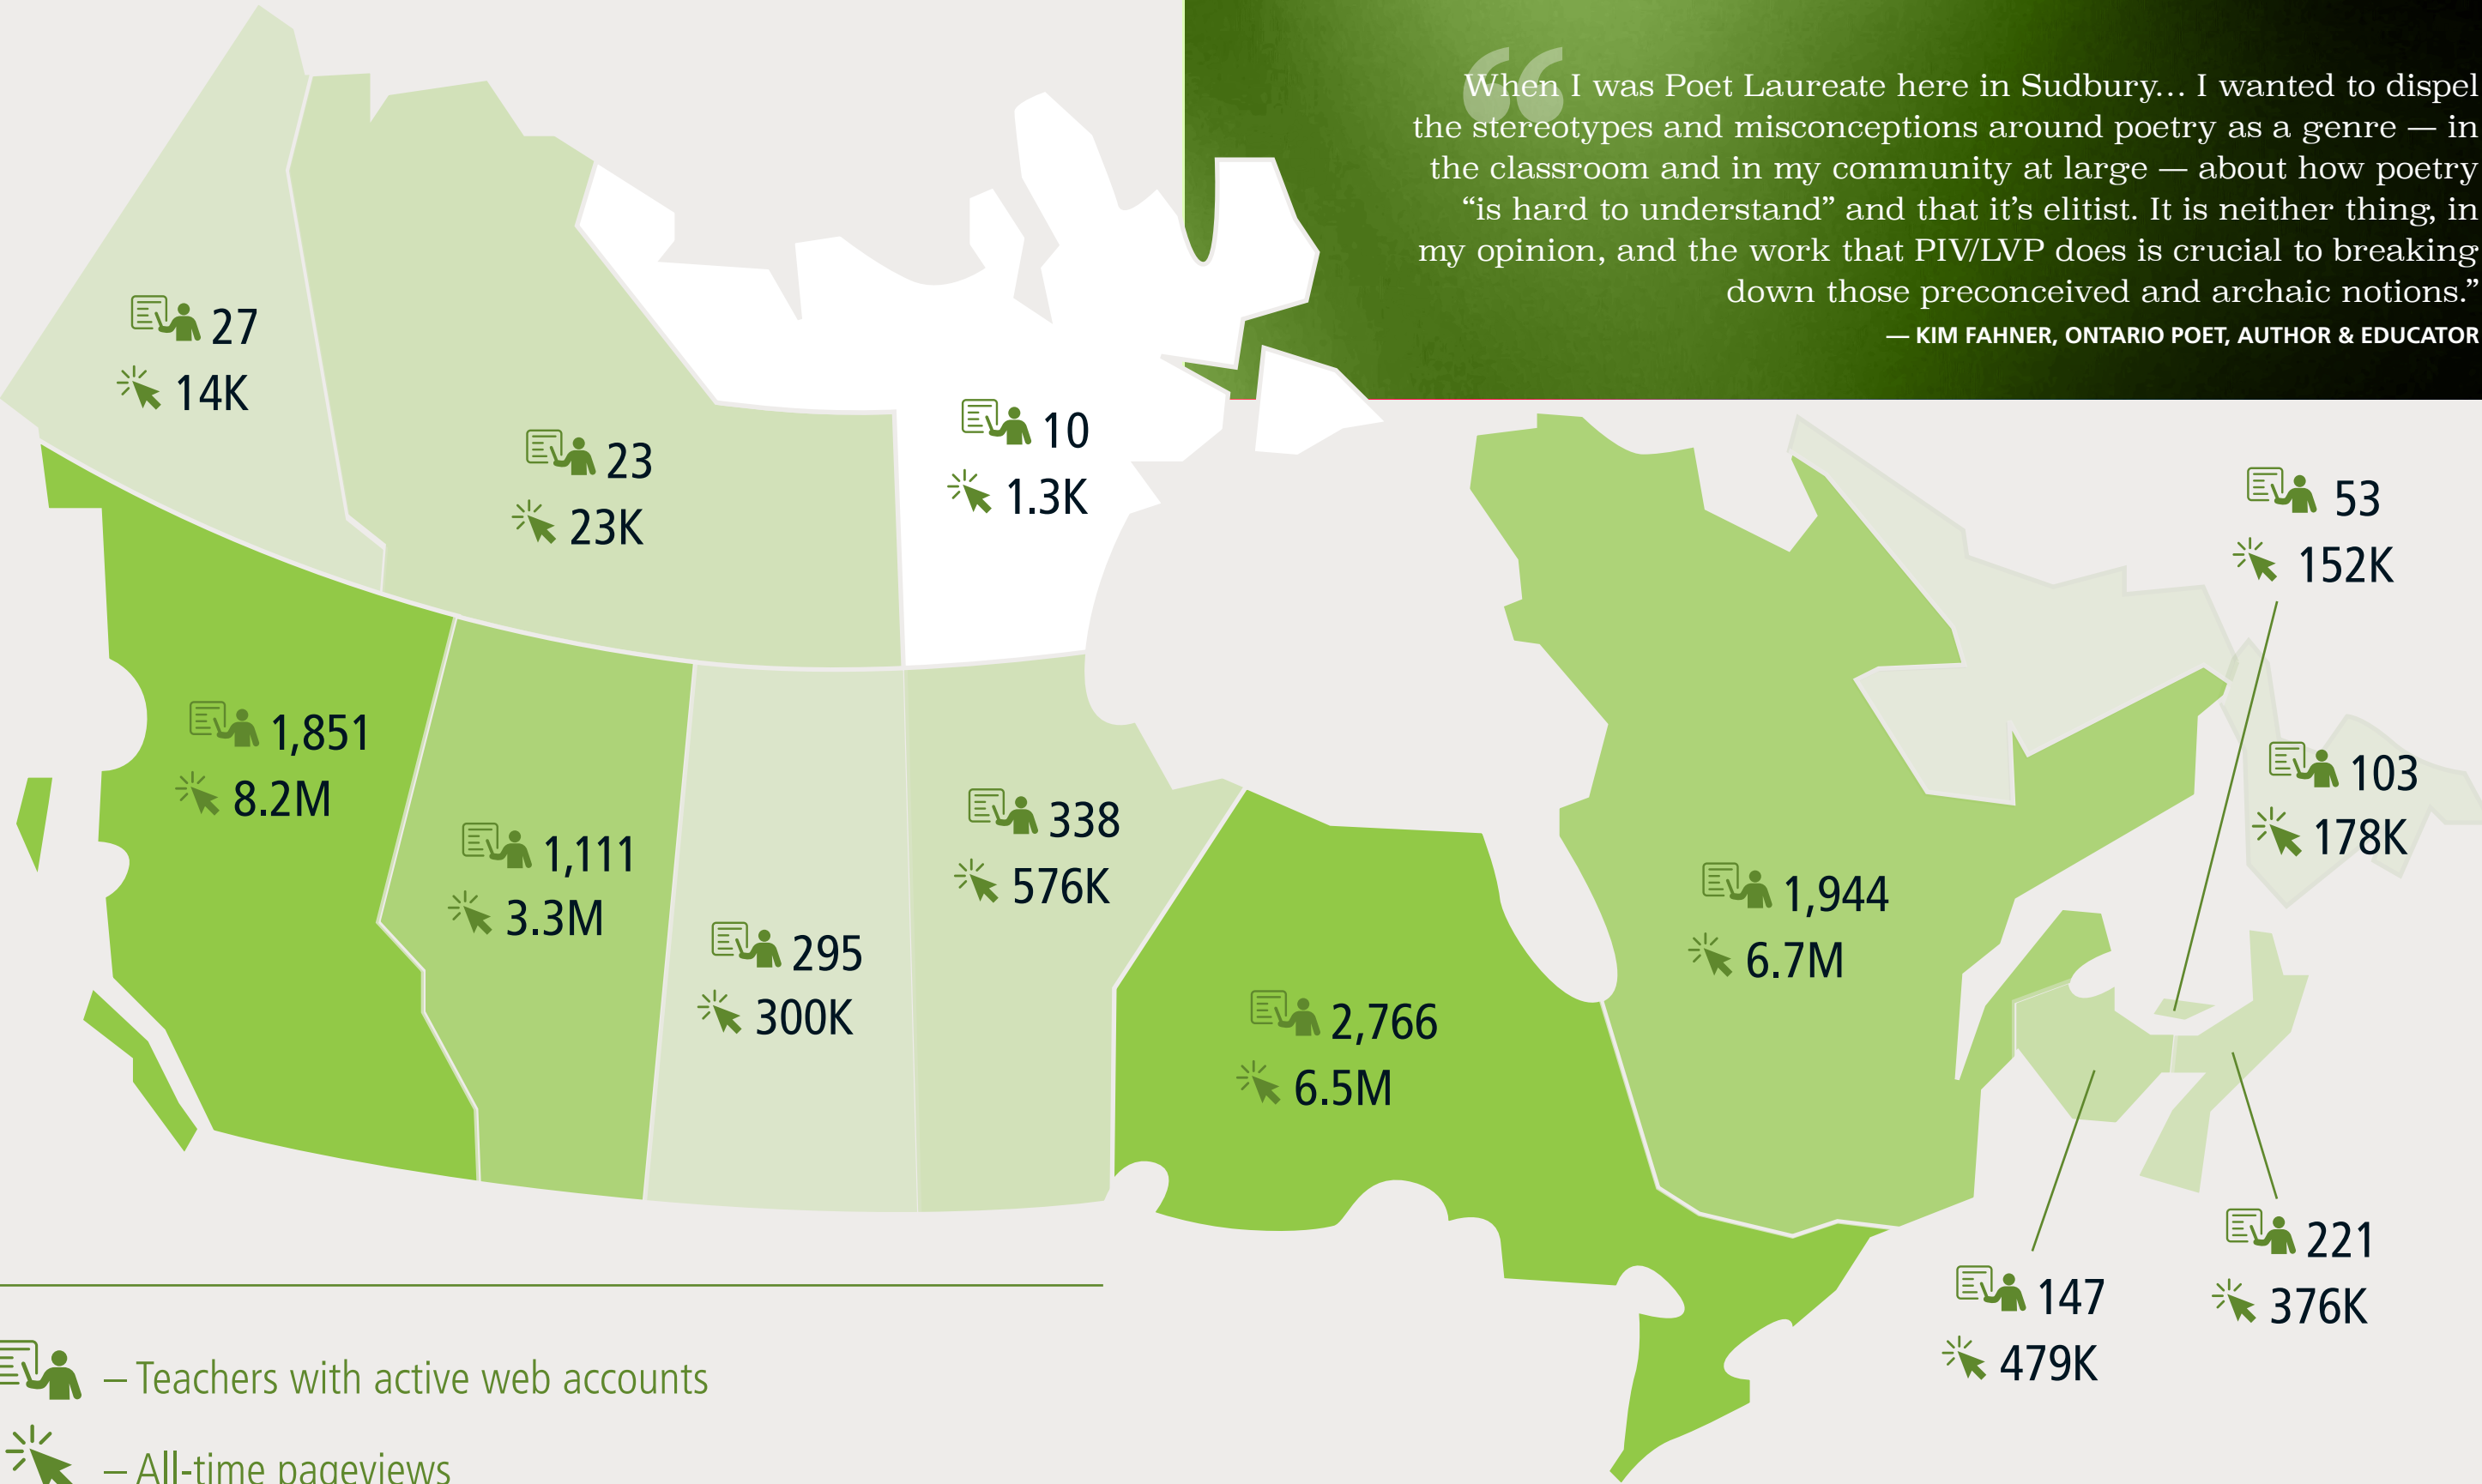 When I was Poet Laureate here in Sudbury... I wanted to dispel
the stereotypes and misconceptions around poetry as a genre — in
the classroom and in my community at large — about how poetry
“is hard to understand” and that it’s elitist. It is neither thing, in
my opinion, and the work that PIV/LVP does is crucial to breaking
down those preconceived and archaic notions.”
— KIM FAHNER, ONTARIO POET, AUTHOR & EDUCATOR
27
14K
23
23K
10
1.3K
53
152K
1,851
8.2M
1,111
3.3M
295
300K
338
576K
2,766
6.5M
1,944
6.7M
103
178K
147
479K
221
376K
– Teachers with active web accounts
– All-time pageviews